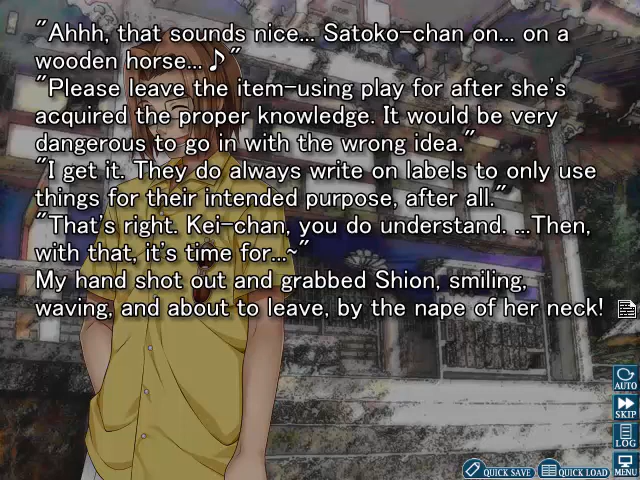 "Ahhh, that sounds nice... Satoko-chan on... on a
wooden horse...♪"
"Please leave the item-using play for after she's
acquired the proper knowledge. It would be very
dangerous to go in with the wrong idea."
"I get it. They do always write on labels to only use
things for their intended purpose, after all."
"That's right. Kei-chan, you do understand. ...Then,
with that, it's time for...~"
My hand shot out and grabbed Shion, smiling,
waving, and about to leave, by the nape of her neck!
AUTO
SKIP
LOG
MENU
QUICK SAVE QUICK LOAD